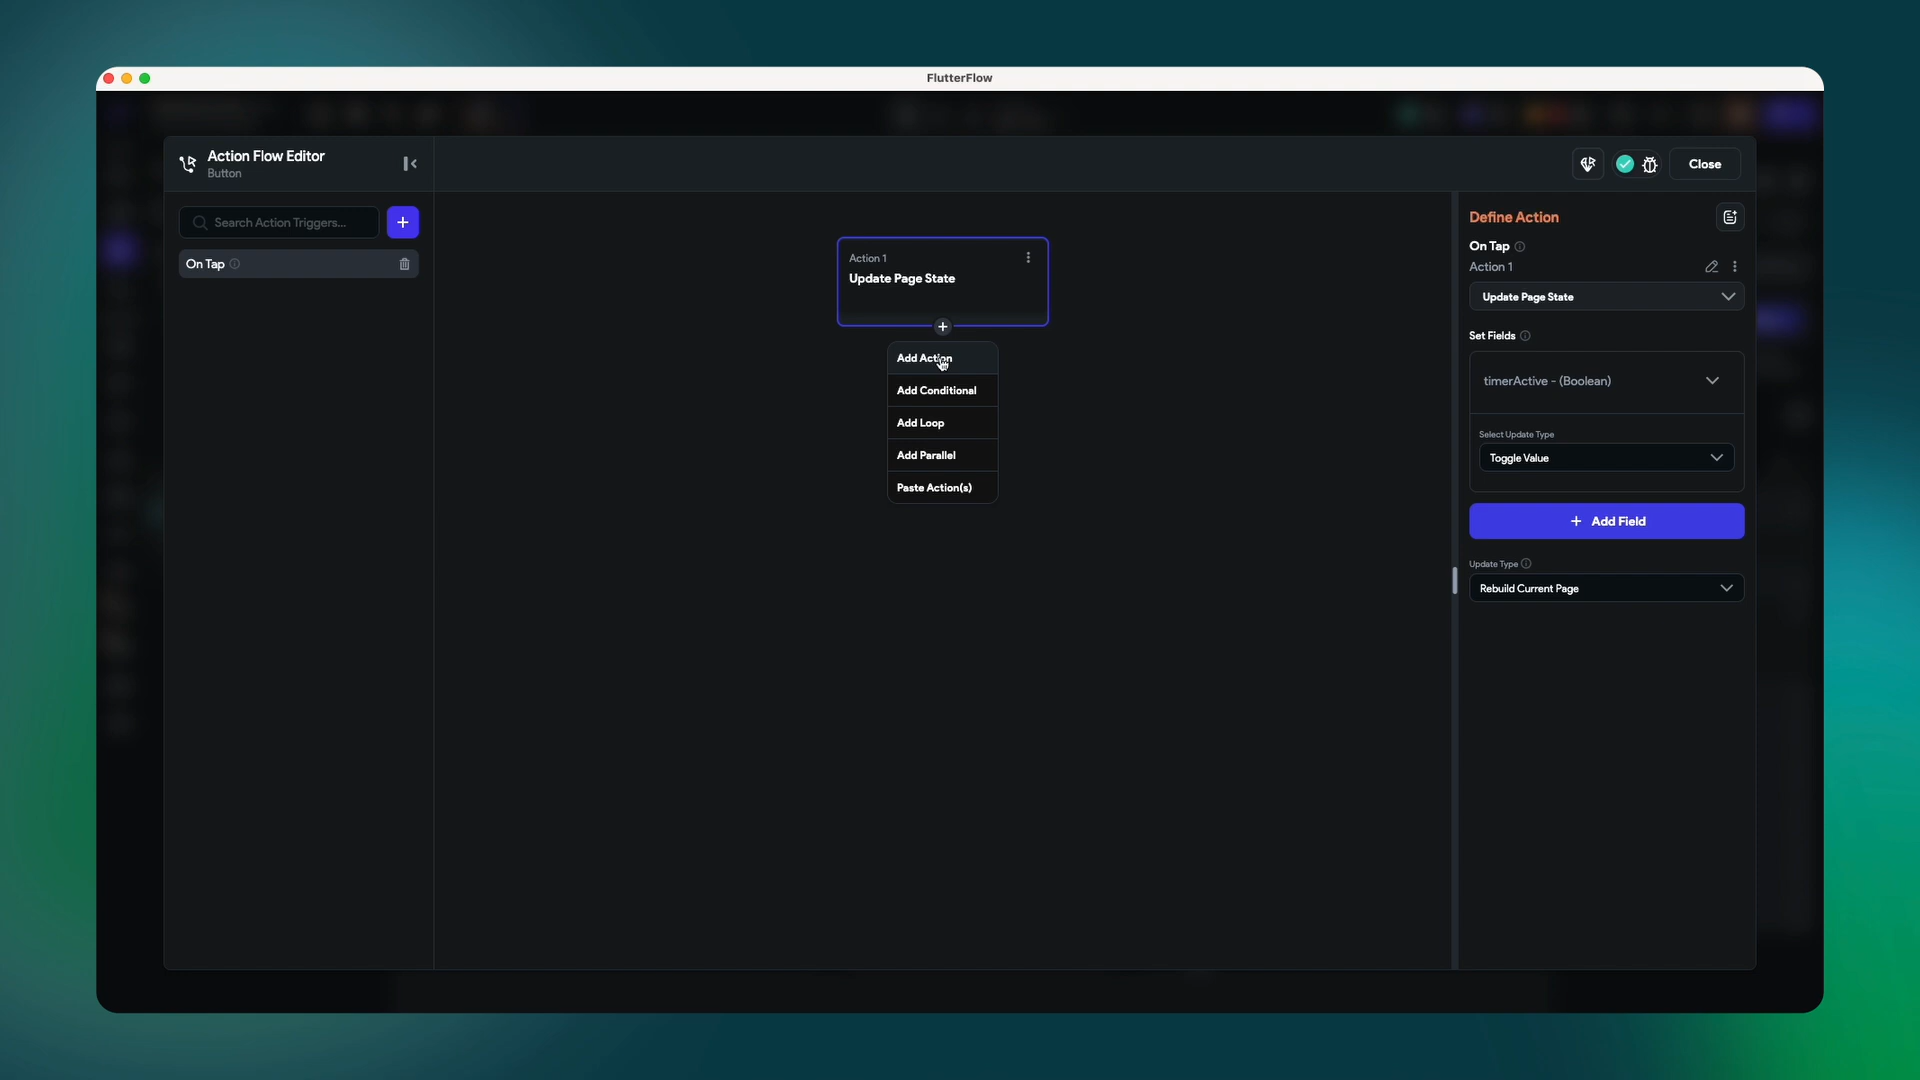 FlutterFlow
Action Flow Editor
Button
Close
Search Action Triggers...
On Tap
Action 1
Update Page State
Add Action
Add Conditional
Add Loop
Add Parallel
Paste Action(s)
Define Action
On Tap
Action 1
Update Page State
Set Fields
timerActive - (Boolean)
Select Update Type
Toggle Value
+ Add Field
Update Type
Rebuild Current Page